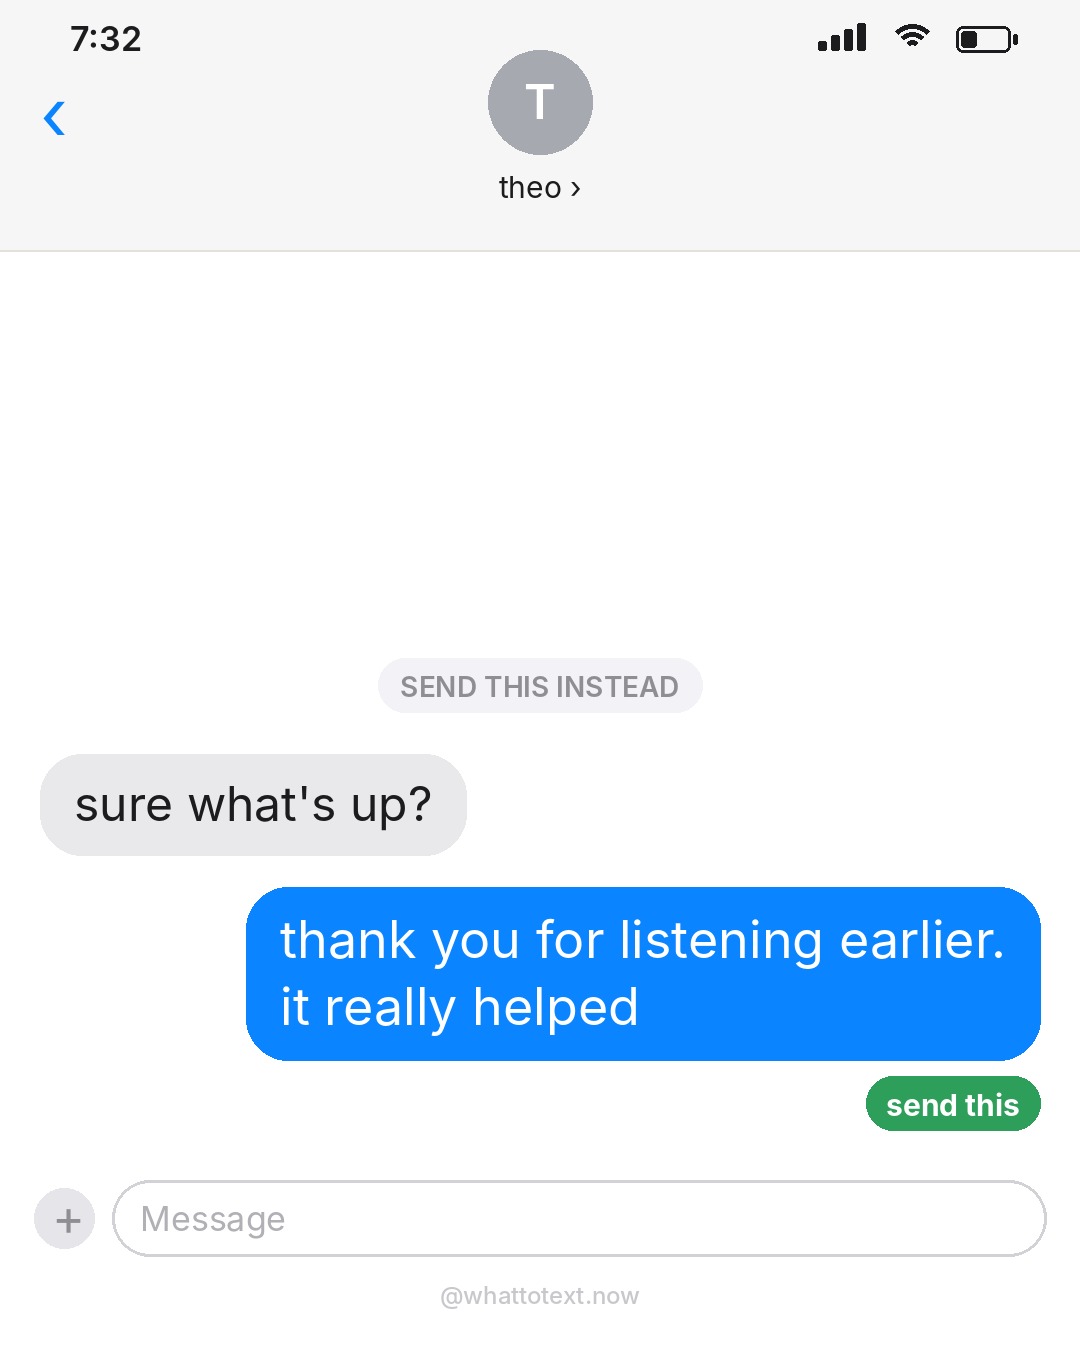 7:32
T
theo ›
SEND THIS INSTEAD
sure what's up?
thank you for listening earlier.
it really helped
send this
+ Message
@whattotext.now